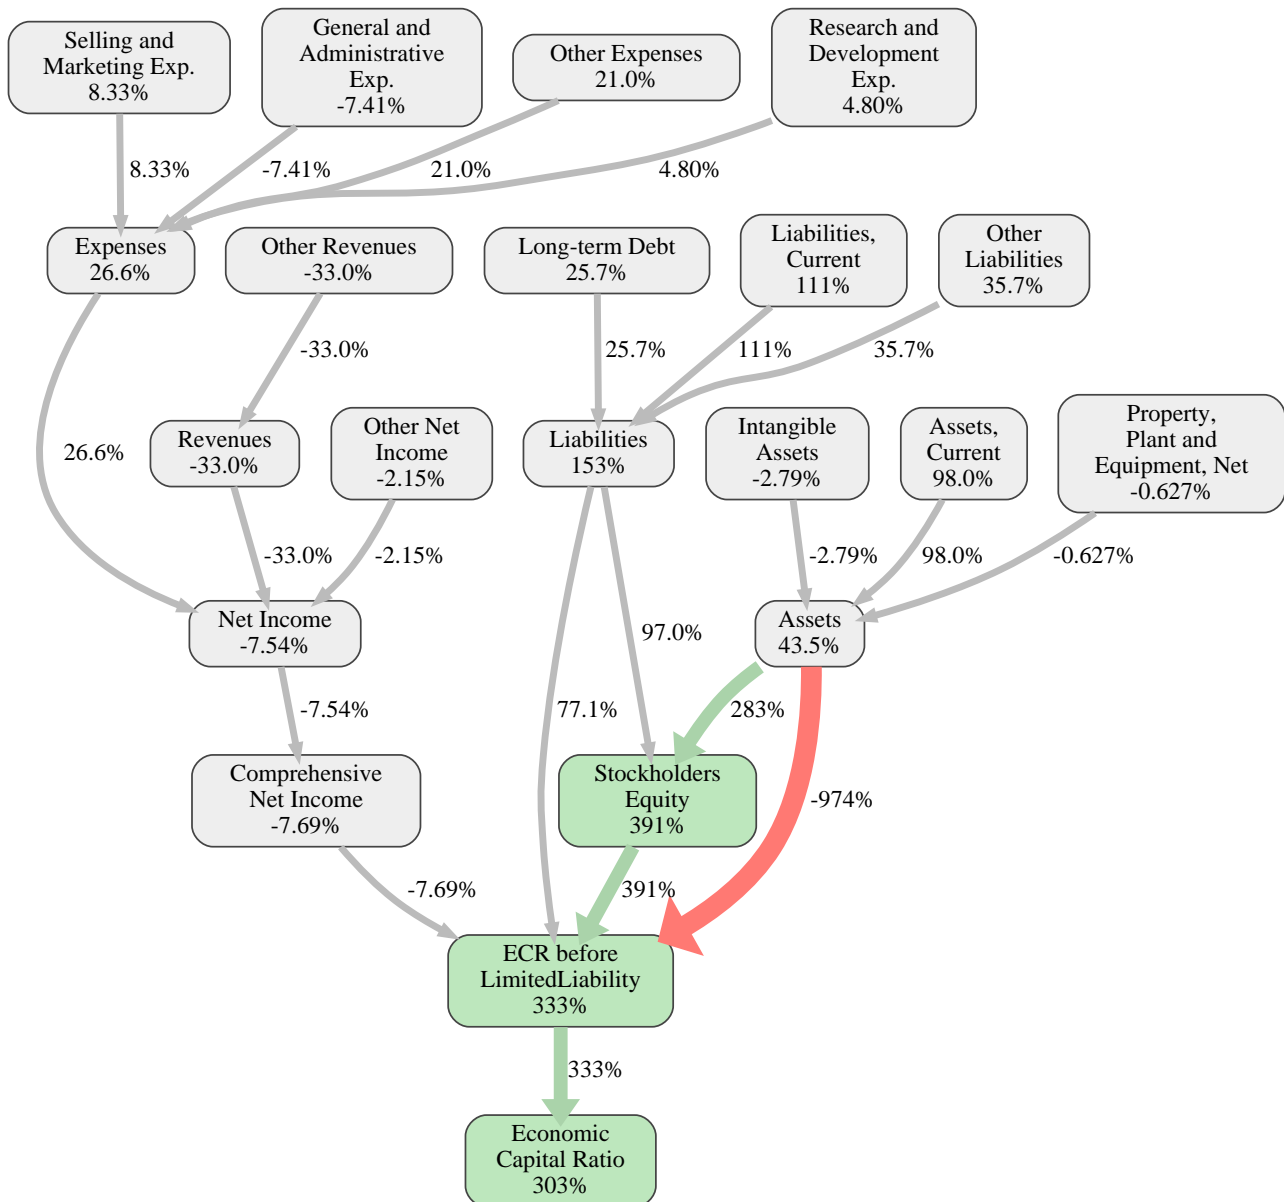 Selling and
Marketing Exp.
8.33%
General and
Administrative
Exp.
-7.41%
Other Expenses
21.0%
Research and
Development
Exp.
4.80%
8.33%
-7.41%
21.0%
4.80%
Expenses
26.6%
Other Revenues
-33.0%
Long-term Debt
25.7%
Liabilities,
Current
111%
Other
Liabilities
35.7%
-33.0%
25.7%
111%
35.7%
26.6%
Revenues
-33.0%
Other Net
Income
-2.15%
Liabilities
153%
Intangible
Assets
-2.79%
Assets,
Current
98.0%
Property,
Plant and
Equipment, Net
-0.627%
-33.0%
-2.15%
-2.79%
98.0%
-0.627%
Net Income
-7.54%
97.0%
Assets
43.5%
-7.54%
77.1%
283%
Comprehensive
Net Income
-7.69%
Stockholders
Equity
391%
-974%
-7.69%
391%
ECR before
LimitedLiability
333%
333%
Economic
Capital Ratio
303%